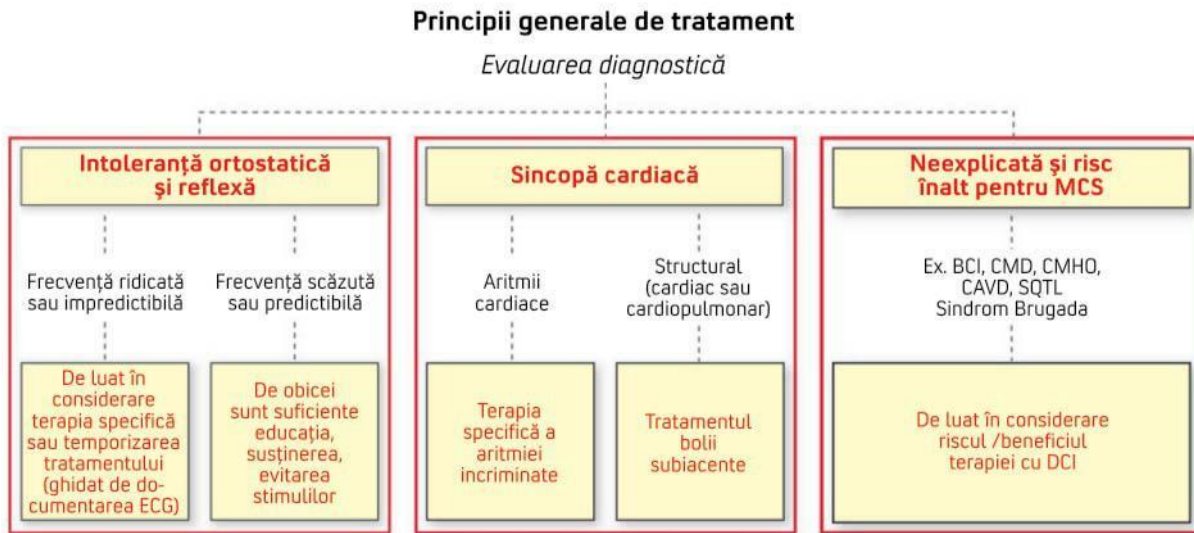 Principii generale de tratament
Evaluarea diagnostică
Intoleranță ortostatică
și reflexă
Frecvență ridicată
sau impredictibilă
Frecvență scăzută
sau predictibilă
De luat în
considerare
terapia specifică
sau temporizarea
tratamentului
(ghidat de do-
cumentarea ECG)
De obicei
sunt suficiente
educația,
susținerea,
evitarea
stimulilor
Sincopă cardiacă
Aritmii
cardiace
Structural
(cardiac sau
cardiopulmonar)
Terapia
specifică a
aritmiei
incriminate
Tratamentul
bolii
subiacente
Neexplicată și risc
înalt pentru MCS
Ex. BCI, CMD, CMHO,
CAVD, SQTL
Sindrom Brugada
De luat în considerare
riscul /beneficiul
terapiei cu DCI